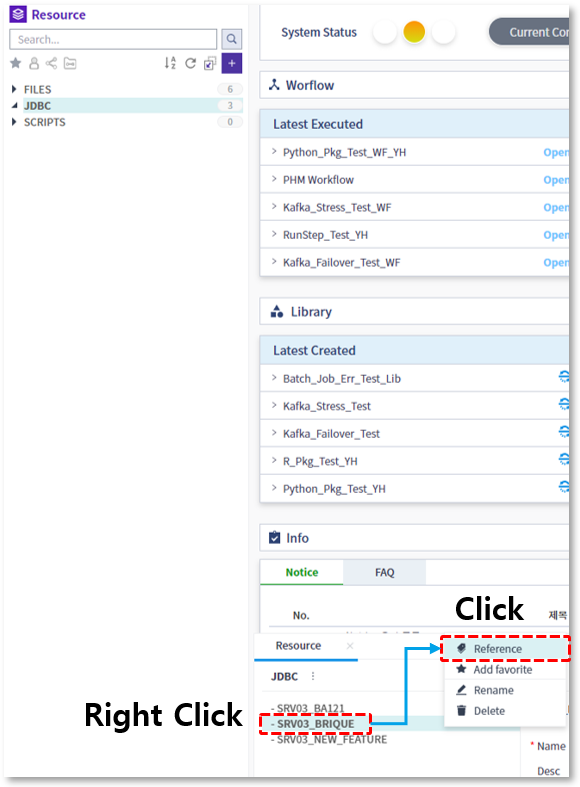 Resource
Search...
FILES 6
JDBC 3
SCRIPTS 0
System Status
Current Con
Worflow
Latest Executed
Python_Pkg_Test_WF_YH Open
PHM Workflow Open
Kafka_Stress_Test_WF Open
RunStep_Test_YH Open
Kafka_Failover_Test_WF Open
Library
Latest Created
Batch_Job_Err_Test_Lib
Kafka_Stress_Test
Kafka_Failover_Test
R_Pkg_Test_YH
Python_Pkg_Test_YH
Info
Notice FAQ
No. 제목
Click
Resource
JDBC
- SRV03_BA121
- SRV03_BRIQUE
- SRV03_NEW_FEATURE
Right Click
Reference
Add favorite
Rename
Delete
* Name
Desc